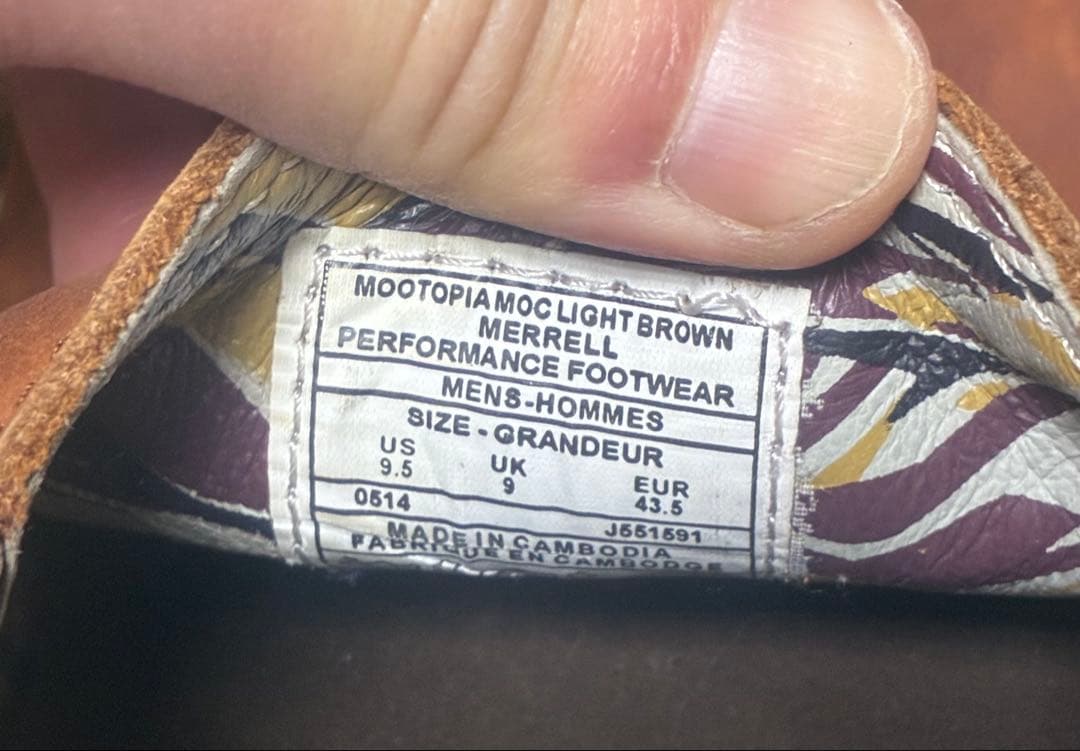 MOOTOPIA MOC LIGHT BROWN
MERRELL
PERFORMANCE FOOTWEAR
MENS-HOMMES
SIZE - GRANDEUR
US UK EUR
9.5 9 43.5
0514 J551591
MADE IN CAMBODIA
FABRIQUE EN CAMBODGE